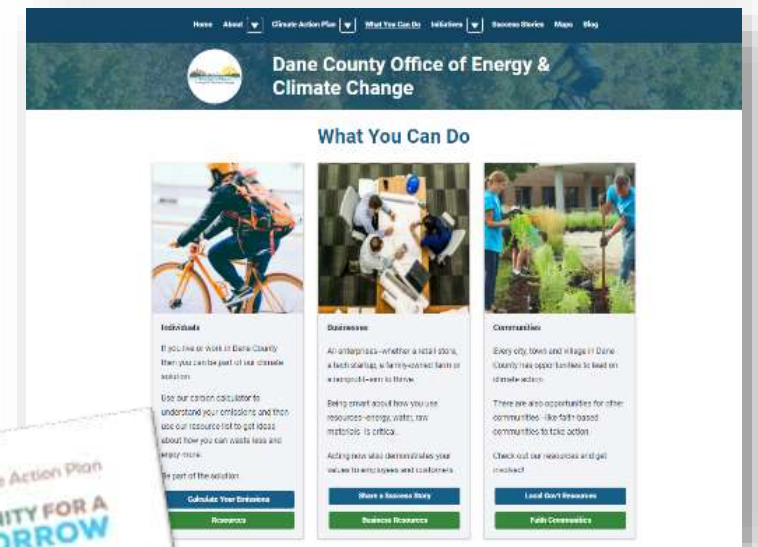 Home About Climate Action Plan What You Can Do Initiatives Success Stories Maps Blog
Dane County Office of Energy &
Climate Change
What You Can Do
Individuals
If you live or work in Dane County
then you can be part of our climate
solution.
Use our carbon calculator to
understand your emissions and then
use our resource list to get ideas
about how you can waste less and
enjoy more.
Be part of the solution.
Calculate Your Emissions
Resources
Businesses
All enterprises–whether a retail store,
a tech startup, a family-owned farm or
a nonprofit–aim to thrive.
Being smart about how you use
resources–energy, water, raw
materials–is critical.
Acting now also demonstrates your
values to employees and customers.
Share a Success Story
Business Resources
Communities
Every city, town and village in Dane
County has opportunities to lead on
climate action.
There are also opportunities for other
communities–like faith based
communities to take action.
Check out our resources and get
involved!
Local Gov't Resources
Faith Communities
Action Plan
FOR A